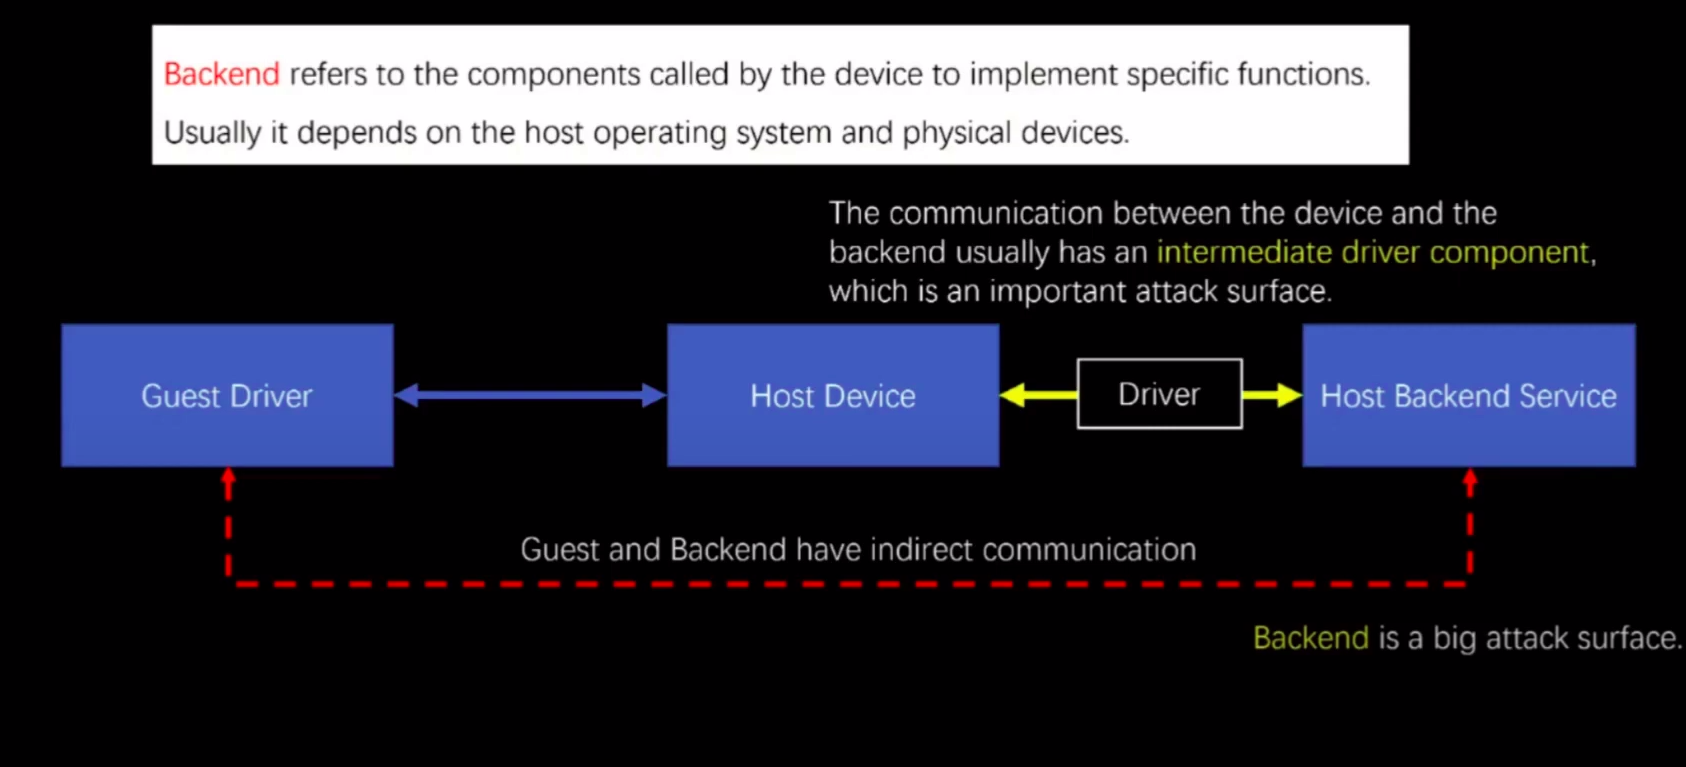 Backend refers to the components called by the device to implement specific functions.
Usually it depends on the host operating system and physical devices.
The communication between the device and the
backend usually has an intermediate driver component,
which is an important attack surface.
Guest Driver
Host Device
Driver
Host Backend Service
Guest and Backend have indirect communication
Backend is a big attack surface.